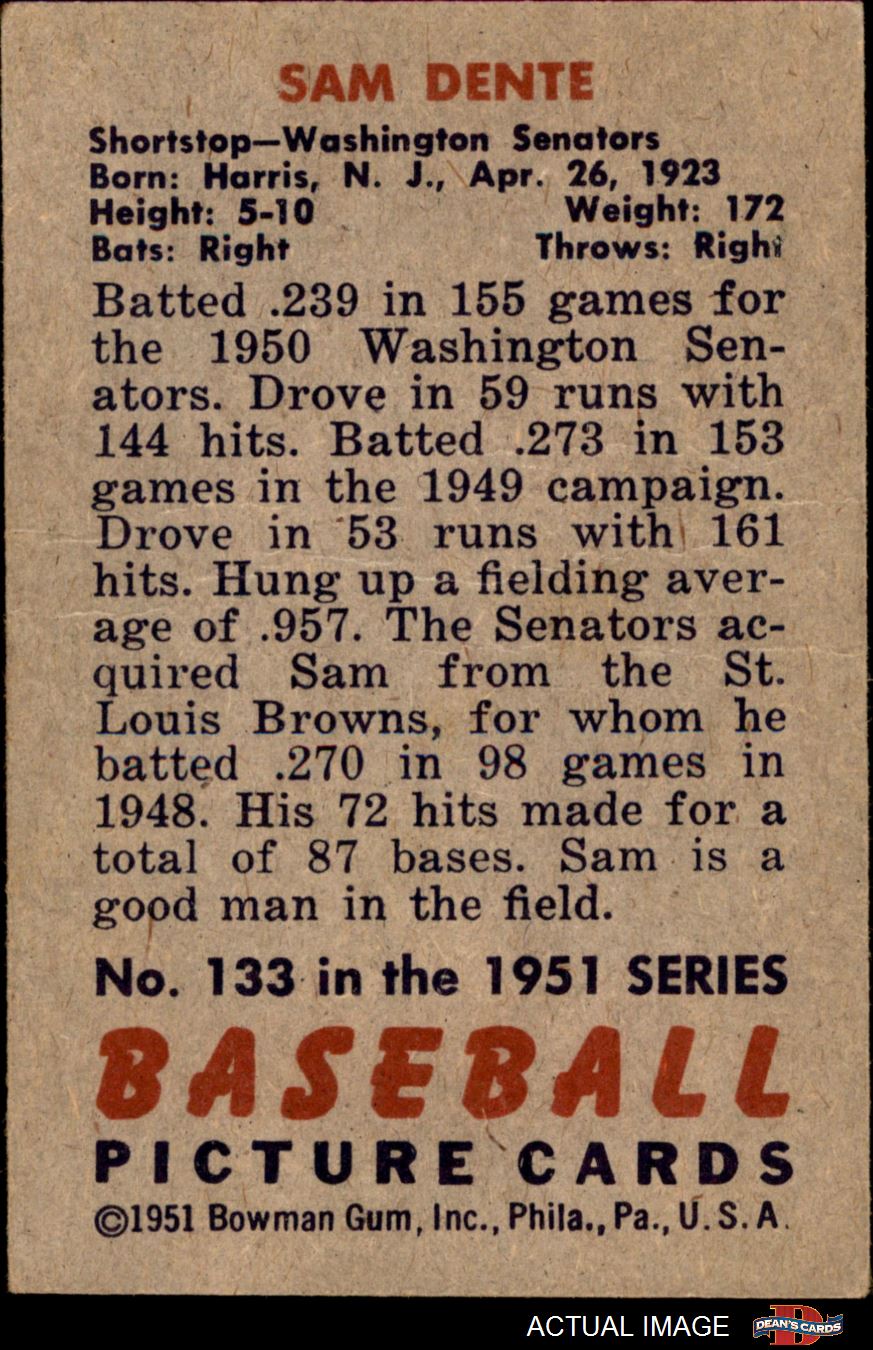 SAM DENTE
Shortstop—Washington Senators
Born: Harris, N. J., Apr. 26, 1923
Height: 5-10 Weight: 172
Bats: Right Throws: Right
Batted .239 in 155 games for
the 1950 Washington Sen-
ators. Drove in 59 runs with
144 hits. Batted .273 in 153
games in the 1949 campaign.
Drove in 53 runs with 161
hits. Hung up a fielding aver-
age of .957. The Senators ac-
quired Sam from the St.
Louis Browns, for whom he
batted .270 in 98 games in
1948. His 72 hits made for a
total of 87 bases. Sam is a
good man in the field.
No. 133 in the 1951 SERIES
BASEBALL
PICTURE CARDS
©1951 Bowman Gum, Inc., Phila., Pa., U.S.A.
ACTUAL IMAGE DEAN'S CARDS